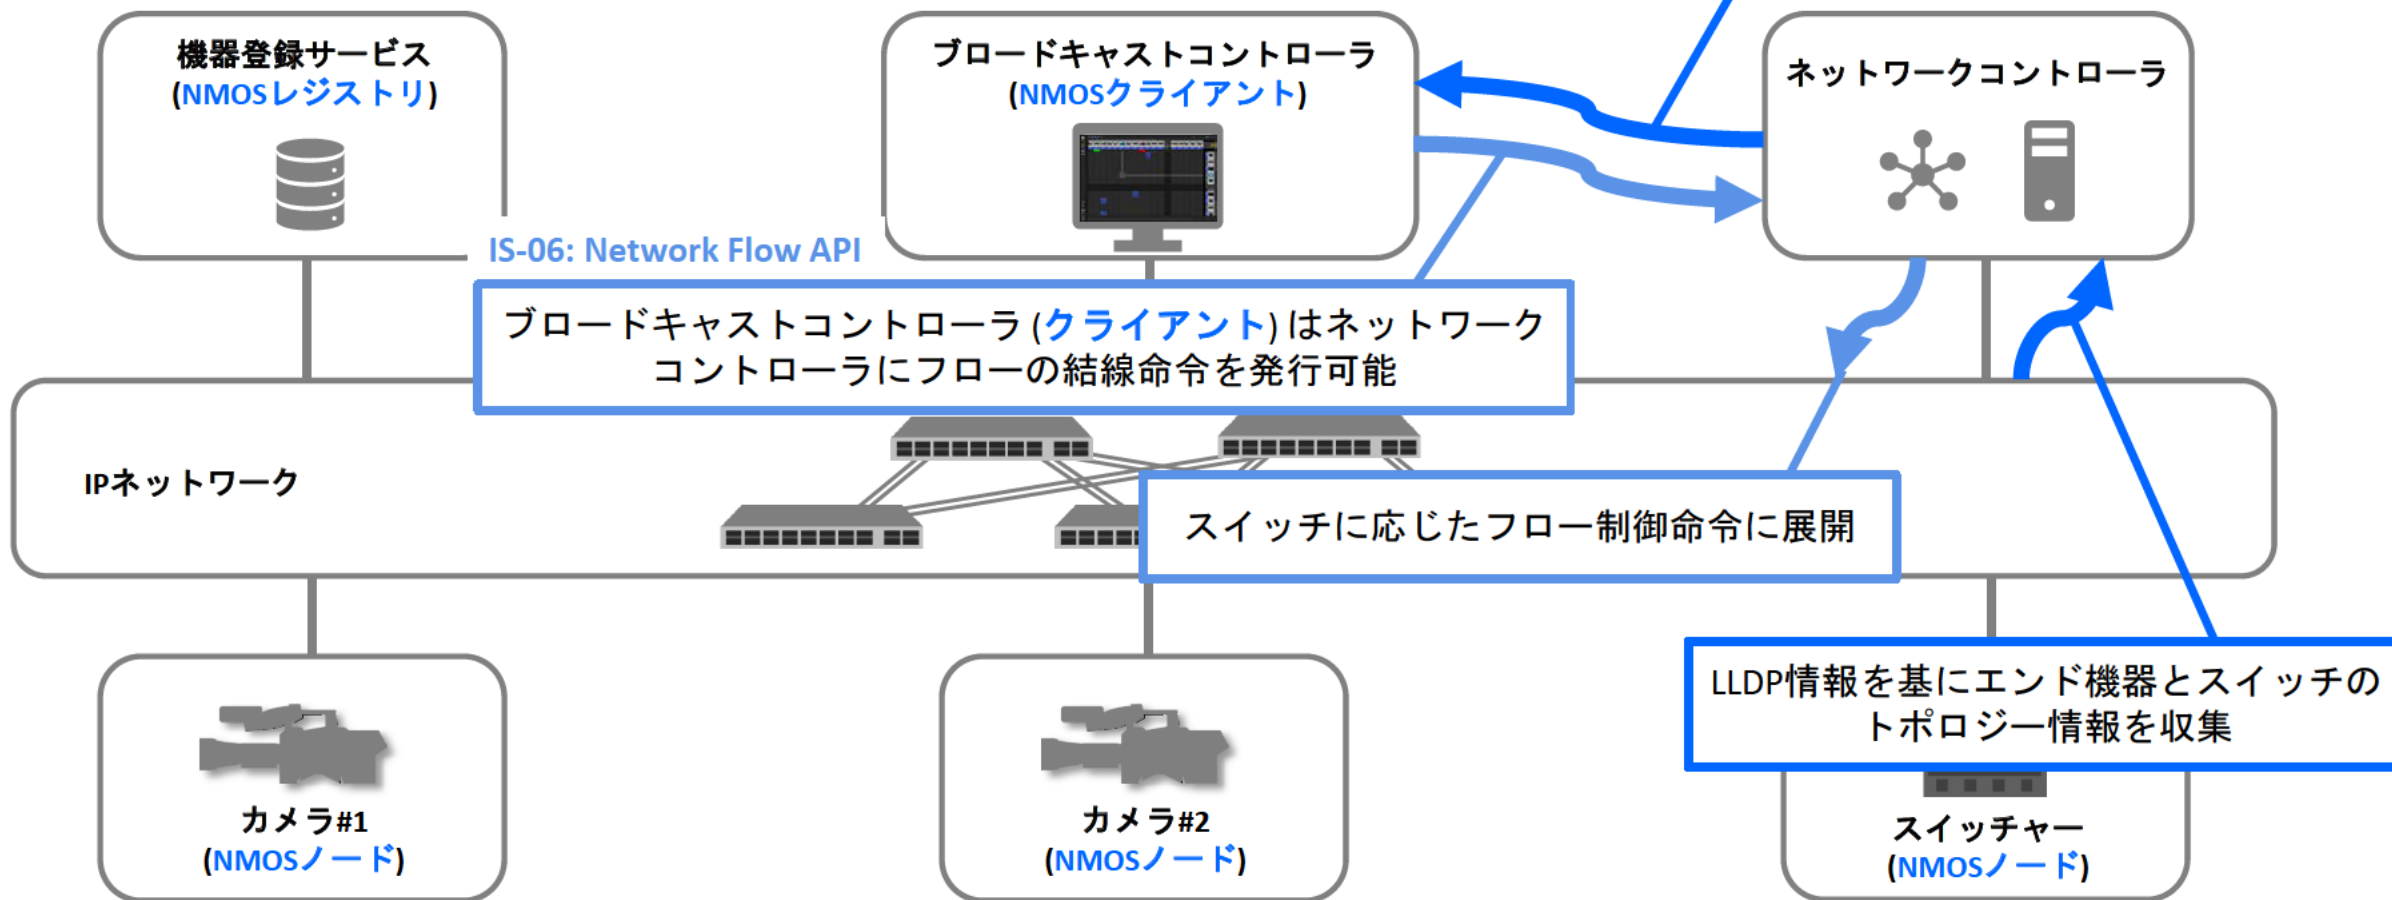 機器登録サービス
(NMOSレジストリ)
ブロードキャストコントローラ
(NMOSクライアント)
ネットワークコントローラ
IS-06: Network Flow API
ブロードキャストコントローラ (クライアント) はネットワーク
コントローラにフローの結線命令を発行可能
IPネットワーク
スイッチに応じたフロー制御命令に展開
LLDP情報を基にエンド機器とスイッチの
トポロジー情報を収集
カメラ#1
(NMOSノード)
カメラ#2
(NMOSノード)
スイッチャー
(NMOSノード)